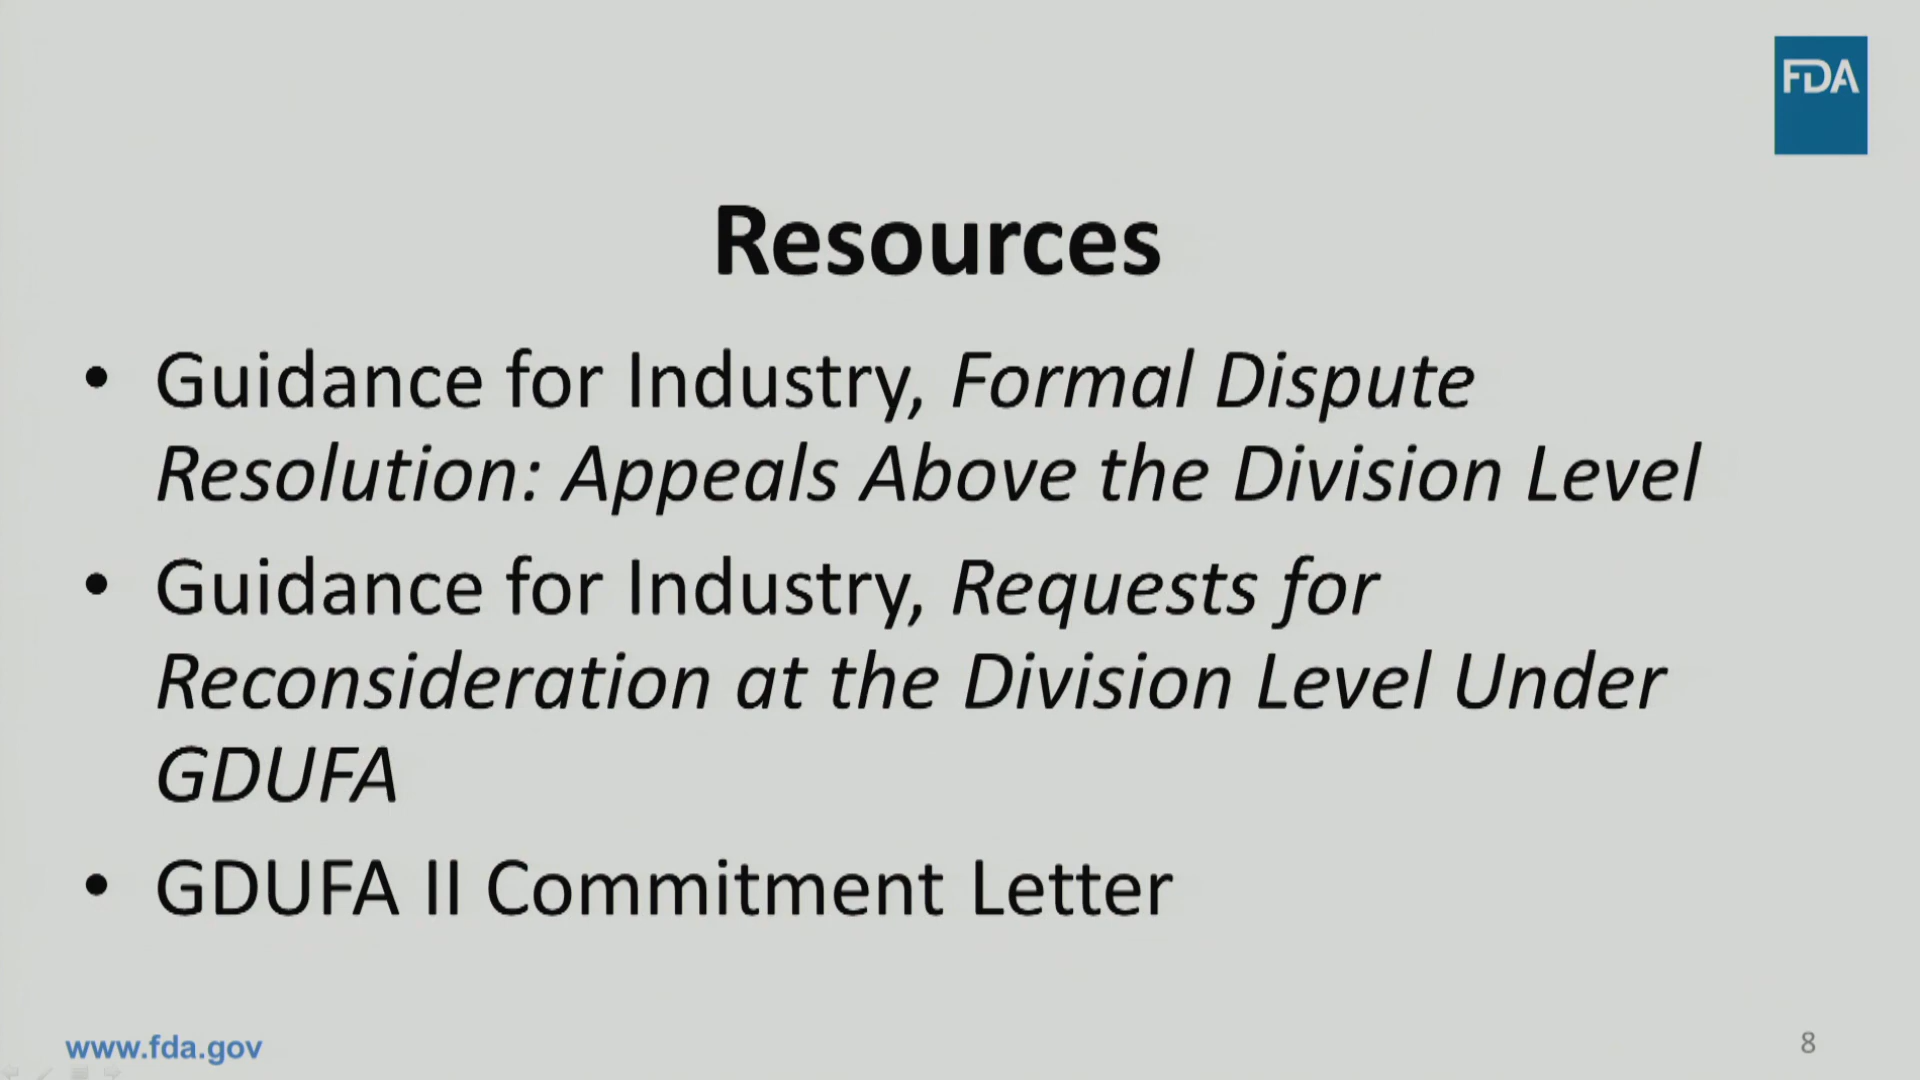 FDA
Resources
• Guidance for Industry, Formal Dispute
Resolution: Appeals Above the Division Level
• Guidance for Industry, Requests for
Reconsideration at the Division Level Under
GDUFA
• GDUFA II Commitment Letter
www.fda.gov
8